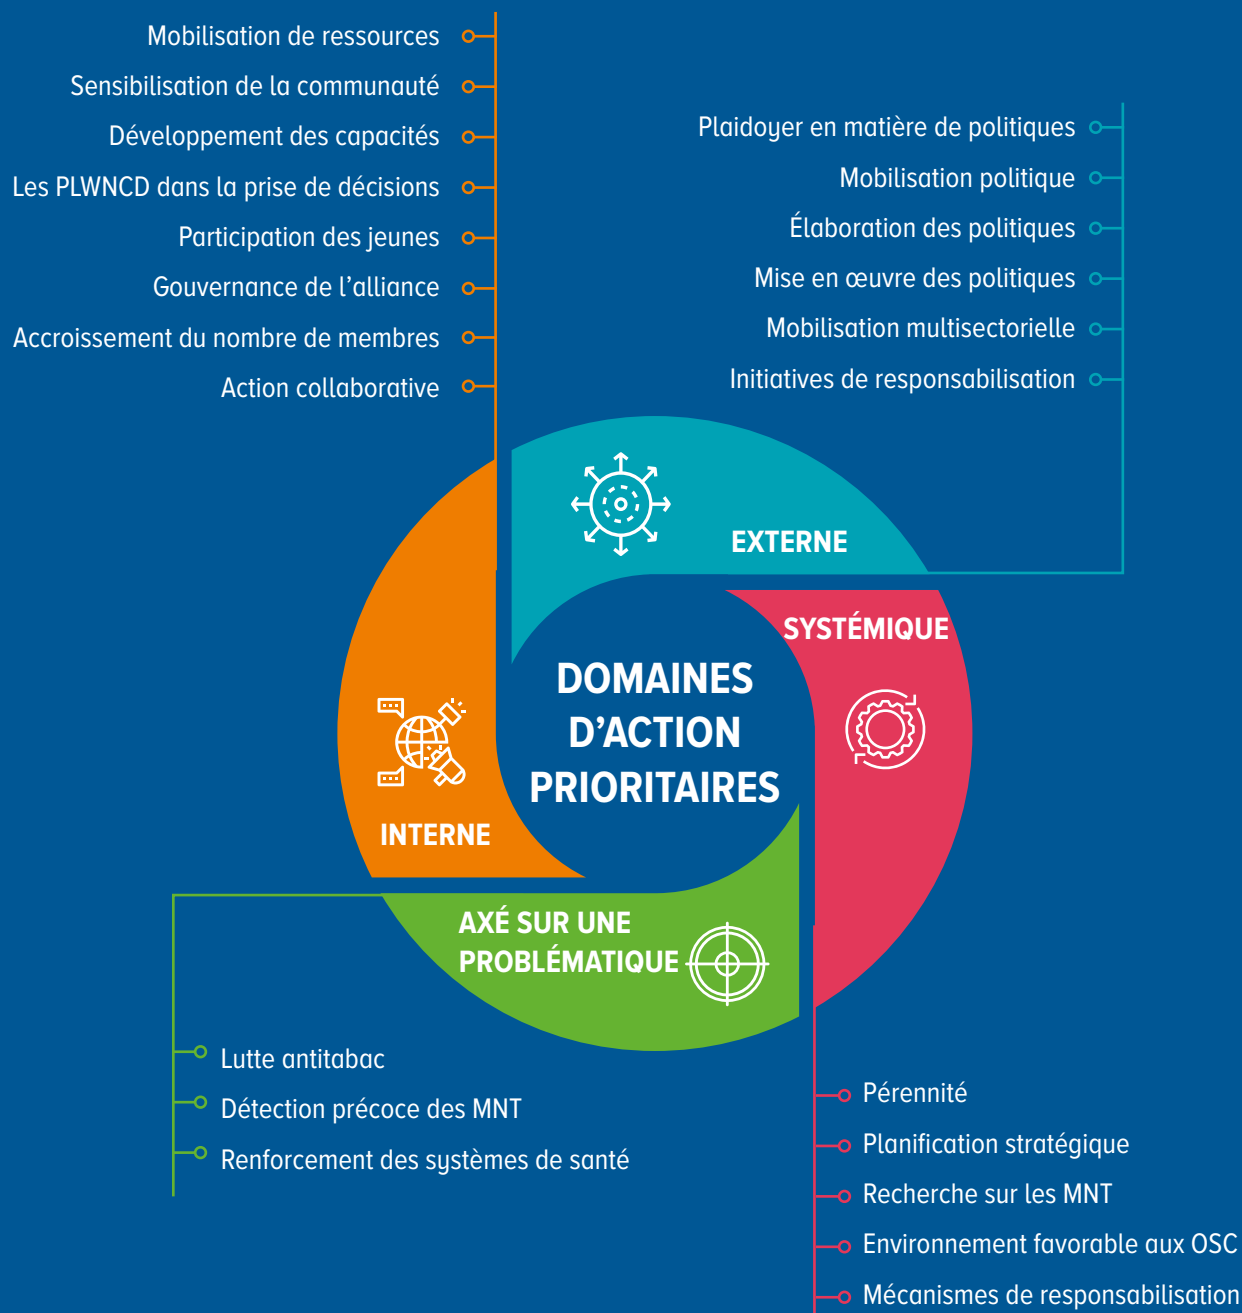 Mobilisation de ressources
Sensibilisation de la communauté
Développement des capacités
Les PLWNCD dans la prise de décisions
Participation des jeunes
Gouvernance de l’alliance
Accroissement du nombre de membres
Action collaborative
Plaidoyer en matière de politiques
Mobilisation politique
Élaboration des politiques
Mise en œuvre des politiques
Mobilisation multisectorielle
Initiatives de responsabilisation
EXTERNE
SYSTÉMIQUE
DOMAINES
D’ACTION
PRIORITAIRES
INTERNE
AXÉ SUR UNE
PROBLÉMATIQUE
Lutte antitabac
Détection précoce des MNT
Renforcement des systèmes de santé
Pérennité
Planification stratégique
Recherche sur les MNT
Environnement favorable aux OSC
Mécanismes de responsabilisation